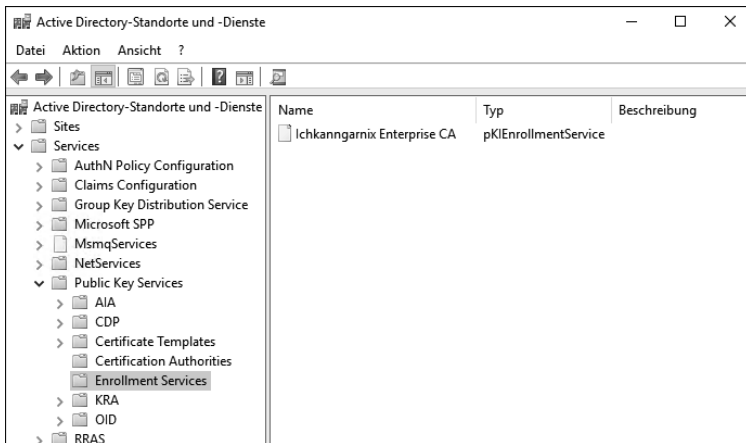 Active Directory-Standorte und -Dienste
Datei Aktion Ansicht ?
Active Directory-Standorte und -Dienste
Sites
Services
AuthN Policy Configuration
Claims Configuration
Group Key Distribution Service
Microsoft SPP
MsmqServices
NetServices
Public Key Services
AIA
CDP
Certificate Templates
Certification Authorities
Enrollment Services
KRA
OID
RRAS
Name Typ Beschreibung
Ichkanngarnix Enterprise CA pKIEnrollmentService